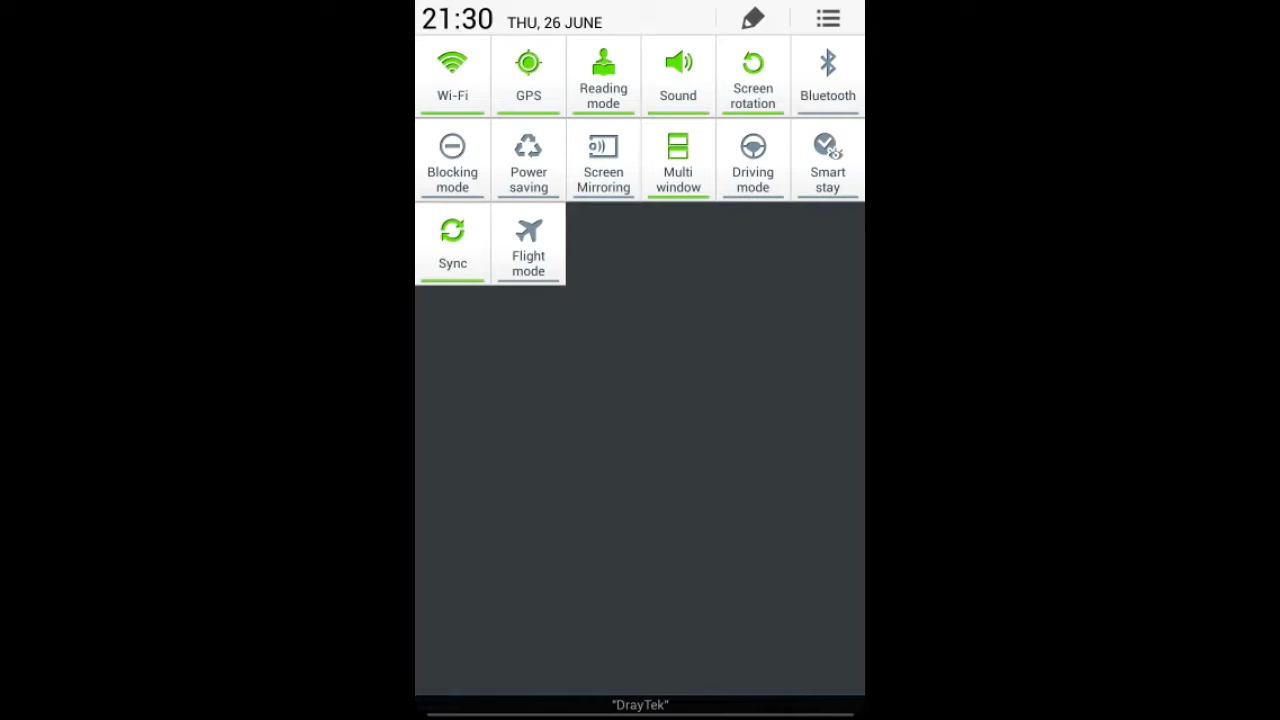 21:30 THU, 26 JUNE
Wi-Fi
GPS
Reading
mode
Sound
Screen
rotation
Bluetooth
Blocking
mode
Power
saving
Screen
Mirroring
Multi
window
Driving
mode
Smart
stay
Sync
Flight
mode
"DrayTek"